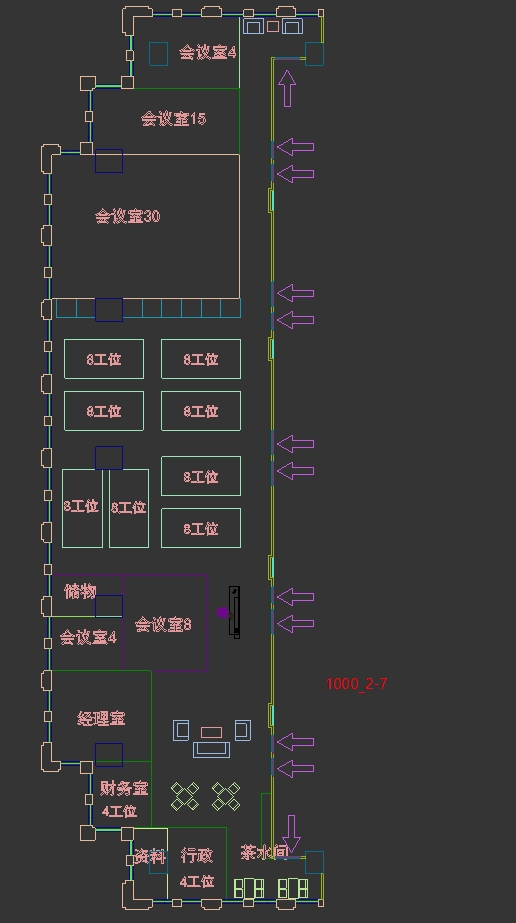 会议室4
会议室15
会议室30
8工位 8工位
8工位 8工位
8工位
8工位 8工位
8工位
储物
会议室8
会议室4
1000_2-7
经理室
财务室
4工位
资料 行政 茶水间
4工位